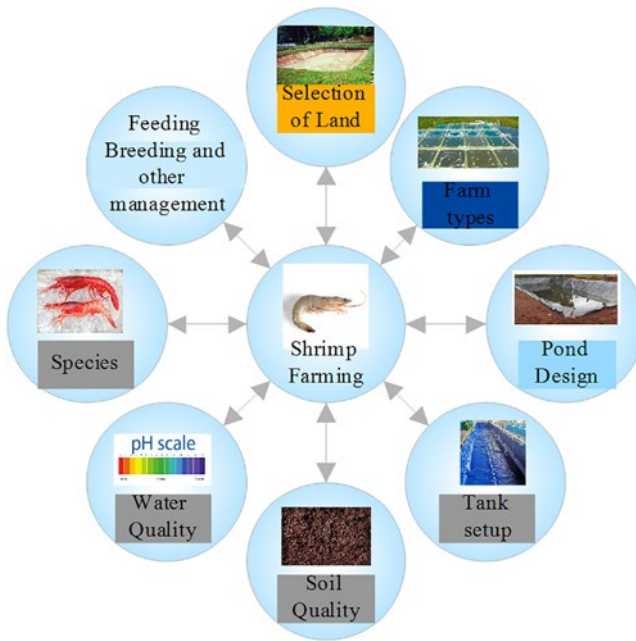 Selection
of Land
Feeding
Breeding and
other
management
Farm
types
Species
Shrimp
Farming
Pond
Design
pH scale
Water
Quality
Tank
setup
Soil
Quality